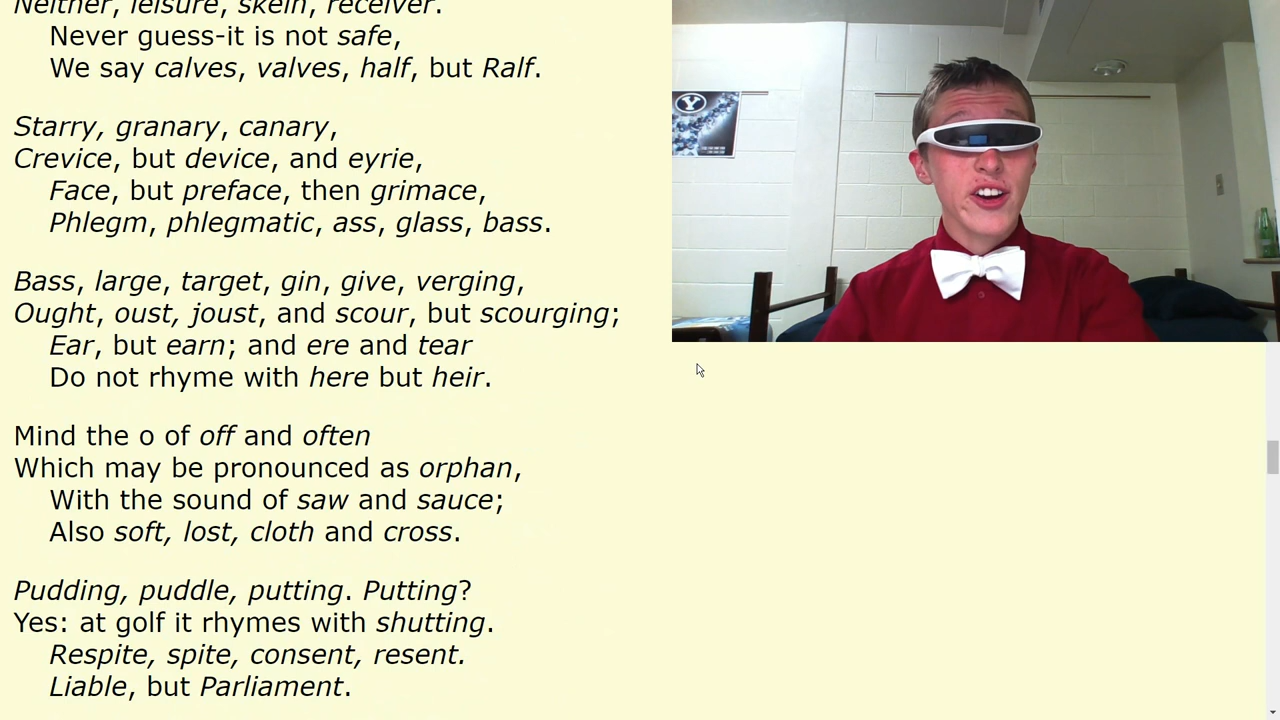 Neither, leisure, skein, receiver.
Never guess-it is not safe,
We say calves, valves, half, but Ralf.
Starry, granary, canary,
Crevice, but device, and eyrie,
Face, but preface, then grimace,
Phlegm, phlegmatic, ass, glass, bass.
Bass, large, target, gin, give, verging,
Ought, oust, joust, and scour, but scourging;
Ear, but earn; and ere and tear
Do not rhyme with here but heir.
Mind the o of off and often
Which may be pronounced as orphan,
With the sound of saw and sauce;
Also soft, lost, cloth and cross.
Pudding, puddle, putting. Putting?
Yes: at golf it rhymes with shutting.
Respite, spite, consent, resent.
Liable, but Parliament.
Y